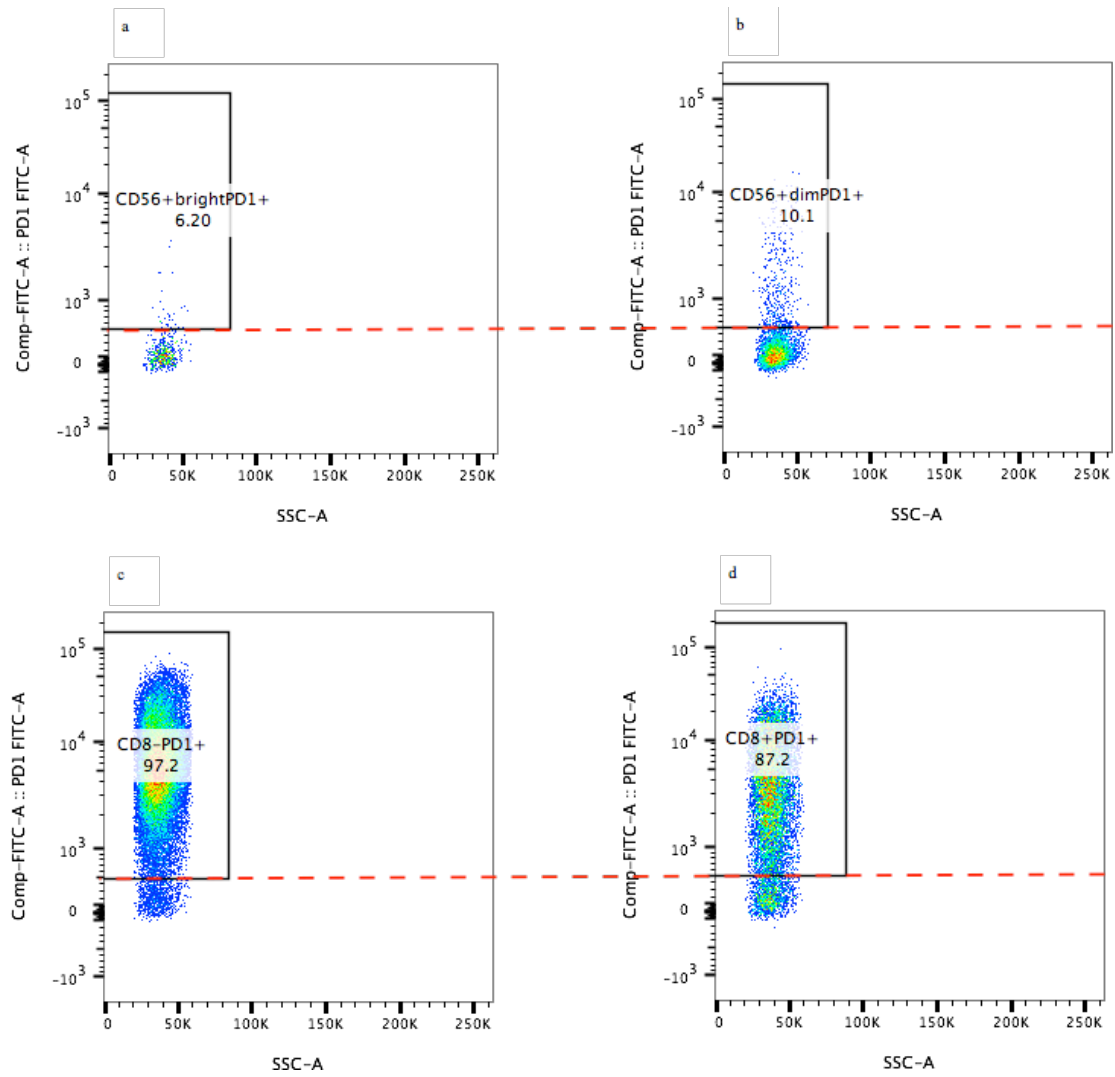 a
10^5
10^4
10^3
0
-10^3
Comp-FITC-A :: PD1 FITC-A
CD56+brightPD1+
6.20
0 50K 100K 150K 200K 250K
SSC-A
b
10^5
10^4
10^3
0
-10^3
Comp-FITC-A :: PD1 FITC-A
CD56+dimPD1+
10.1
0 50K 100K 150K 200K 250K
SSC-A
c
10^5
10^4
10^3
0
-10^3
Comp-FITC-A :: PD1 FITC-A
CD8-PD1+
97.2
0 50K 100K 150K 200K 250K
SSC-A
d
10^5
10^4
10^3
0
-10^3
Comp-FITC-A :: PD1 FITC-A
CD8+PD1+
87.2
0 50K 100K 150K 200K 250K
SSC-A